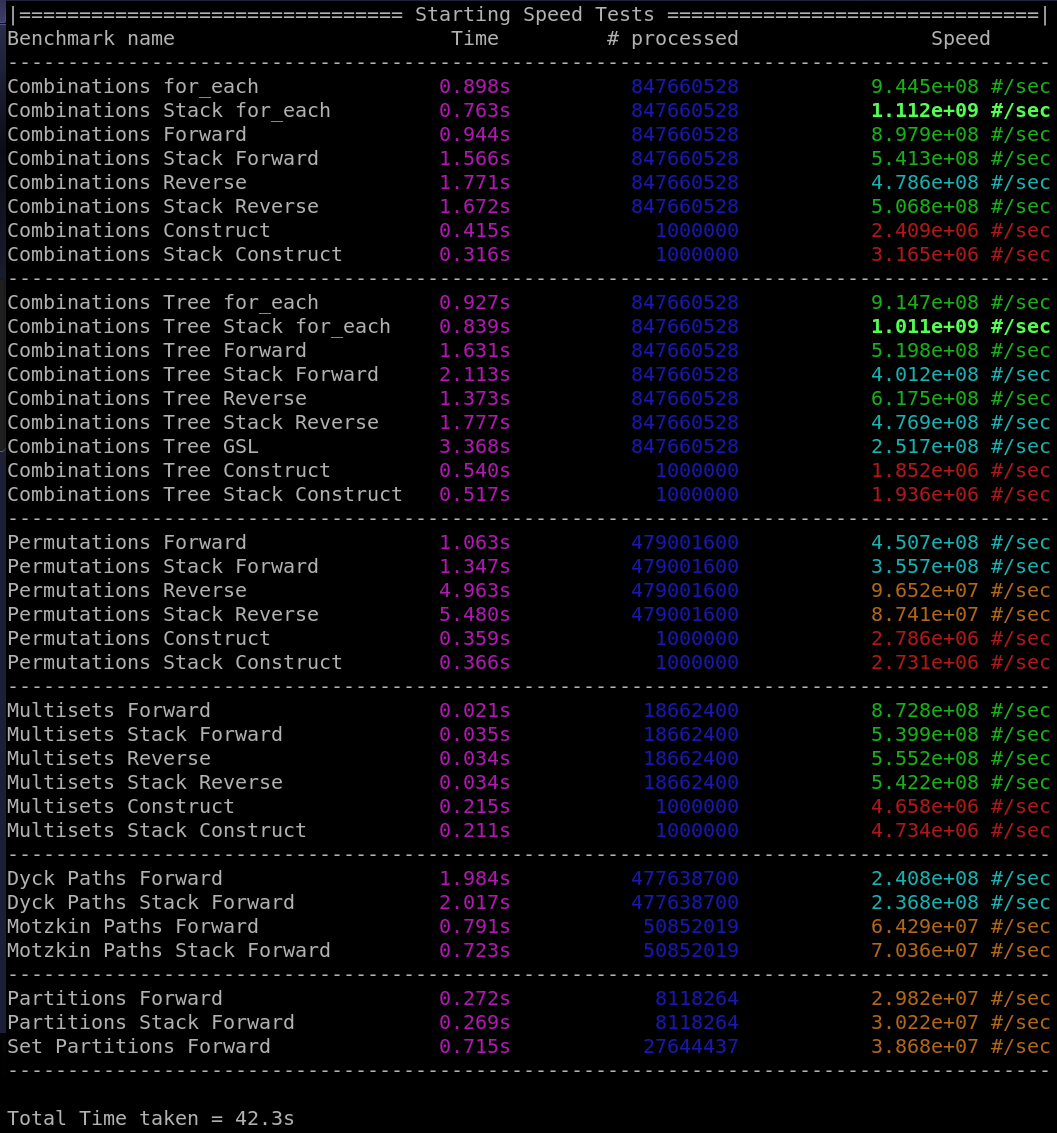 |================================ Starting Speed Tests ===============================|
Benchmark name Time # processed Speed
---------------------------------------------------------------------------------------
Combinations for_each 0.898s 847660528 9.445e+08 #/sec
Combinations Stack for_each 0.763s 847660528 1.112e+09 #/sec
Combinations Forward 0.944s 847660528 8.979e+08 #/sec
Combinations Stack Forward 1.566s 847660528 5.413e+08 #/sec
Combinations Reverse 1.771s 847660528 4.786e+08 #/sec
Combinations Stack Reverse 1.672s 847660528 5.068e+08 #/sec
Combinations Construct 0.415s 1000000 2.409e+06 #/sec
Combinations Stack Construct 0.316s 1000000 3.165e+06 #/sec
---------------------------------------------------------------------------------------
Combinations Tree for_each 0.927s 847660528 9.147e+08 #/sec
Combinations Tree Stack for_each 0.839s 847660528 1.011e+09 #/sec
Combinations Tree Forward 1.631s 847660528 5.198e+08 #/sec
Combinations Tree Stack Forward 2.113s 847660528 4.012e+08 #/sec
Combinations Tree Reverse 1.373s 847660528 6.175e+08 #/sec
Combinations Tree Stack Reverse 1.777s 847660528 4.769e+08 #/sec
Combinations Tree GSL 3.368s 847660528 2.517e+08 #/sec
Combinations Tree Construct 0.540s 1000000 1.852e+06 #/sec
Combinations Tree Stack Construct 0.517s 1000000 1.936e+06 #/sec
---------------------------------------------------------------------------------------
Permutations Forward 1.063s 479001600 4.507e+08 #/sec
Permutations Stack Forward 1.347s 479001600 3.557e+08 #/sec
Permutations Reverse 4.963s 479001600 9.652e+07 #/sec
Permutations Stack Reverse 5.480s 479001600 8.741e+07 #/sec
Permutations Construct 0.359s 1000000 2.786e+06 #/sec
Permutations Stack Construct 0.366s 1000000 2.731e+06 #/sec
---------------------------------------------------------------------------------------
Multisets Forward 0.021s 18662400 8.728e+08 #/sec
Multisets Stack Forward 0.035s 18662400 5.399e+08 #/sec
Multisets Reverse 0.034s 18662400 5.552e+08 #/sec
Multisets Stack Reverse 0.034s 18662400 5.422e+08 #/sec
Multisets Construct 0.215s 1000000 4.658e+06 #/sec
Multisets Stack Construct 0.211s 1000000 4.734e+06 #/sec
---------------------------------------------------------------------------------------
Dyck Paths Forward 1.984s 477638700 2.408e+08 #/sec
Dyck Paths Stack Forward 2.017s 477638700 2.368e+08 #/sec
Motzkin Paths Forward 0.791s 50852019 6.429e+07 #/sec
Motzkin Paths Stack Forward 0.723s 50852019 7.036e+07 #/sec
---------------------------------------------------------------------------------------
Partitions Forward 0.272s 8118264 2.982e+07 #/sec
Partitions Stack Forward 0.269s 8118264 3.022e+07 #/sec
Set Partitions Forward 0.715s 27644437 3.868e+07 #/sec
---------------------------------------------------------------------------------------
Total Time taken = 42.3s